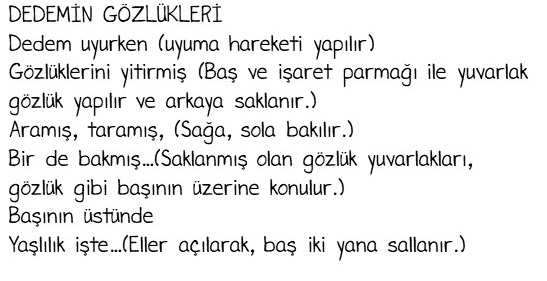 DEDEMİN GÖZLÜKLERİ
Dedem uyurken (uyuma hareketi yapılır)
Gözlüklerini yitirmiş (Baş ve işaret parmağı ile yuvarlak
gözlük yapılır ve arkaya saklanır.)
Aramış, taramış, (Sağa, sola bakılır.)
Bir de bakmış...(Saklanmış olan gözlük yuvarlakları,
gözlük gibi başının üzerine konulur.)
Başının üstünde
Yaşlılık işte...(Eller açılarak, baş iki yana sallanır.)